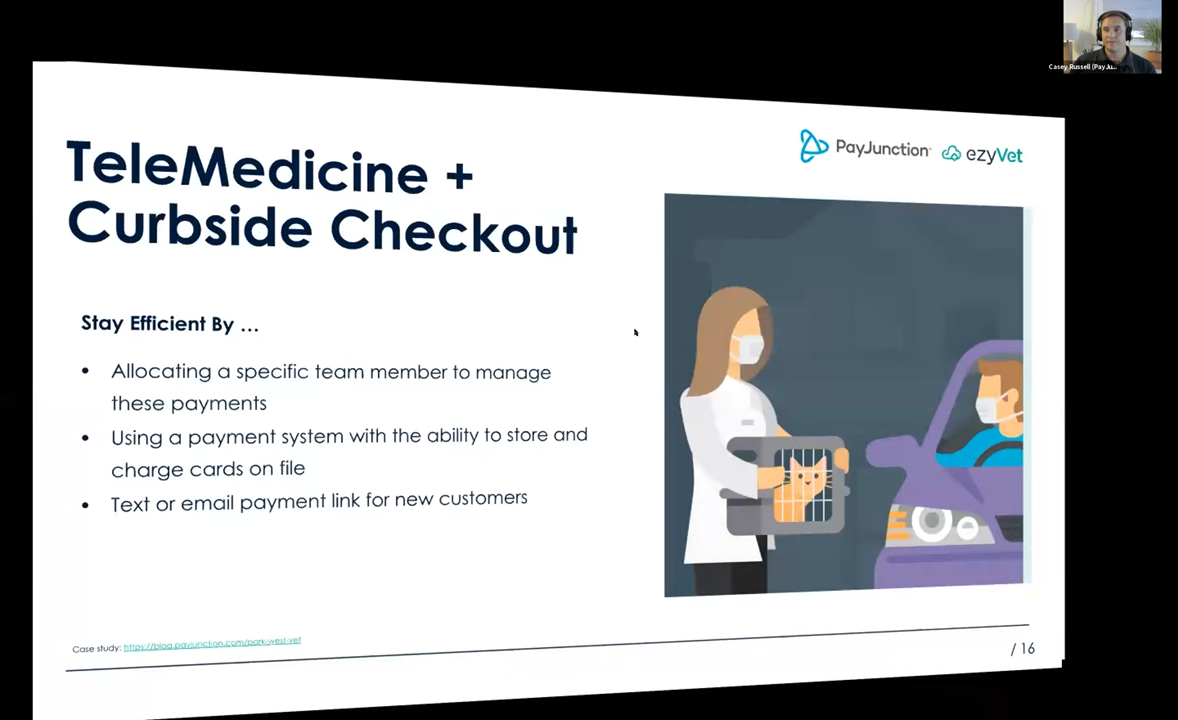 Casey Russell (PayJu...
PayJunction
ezyVet
TeleMedicine +
Curbside Checkout
Stay Efficient By ...
• Allocating a specific team member to manage
these payments
• Using a payment system with the ability to store and
charge cards on file
• Text or email payment link for new customers
Case study: https://blog.payjunction.com/park-west-vet
/ 16